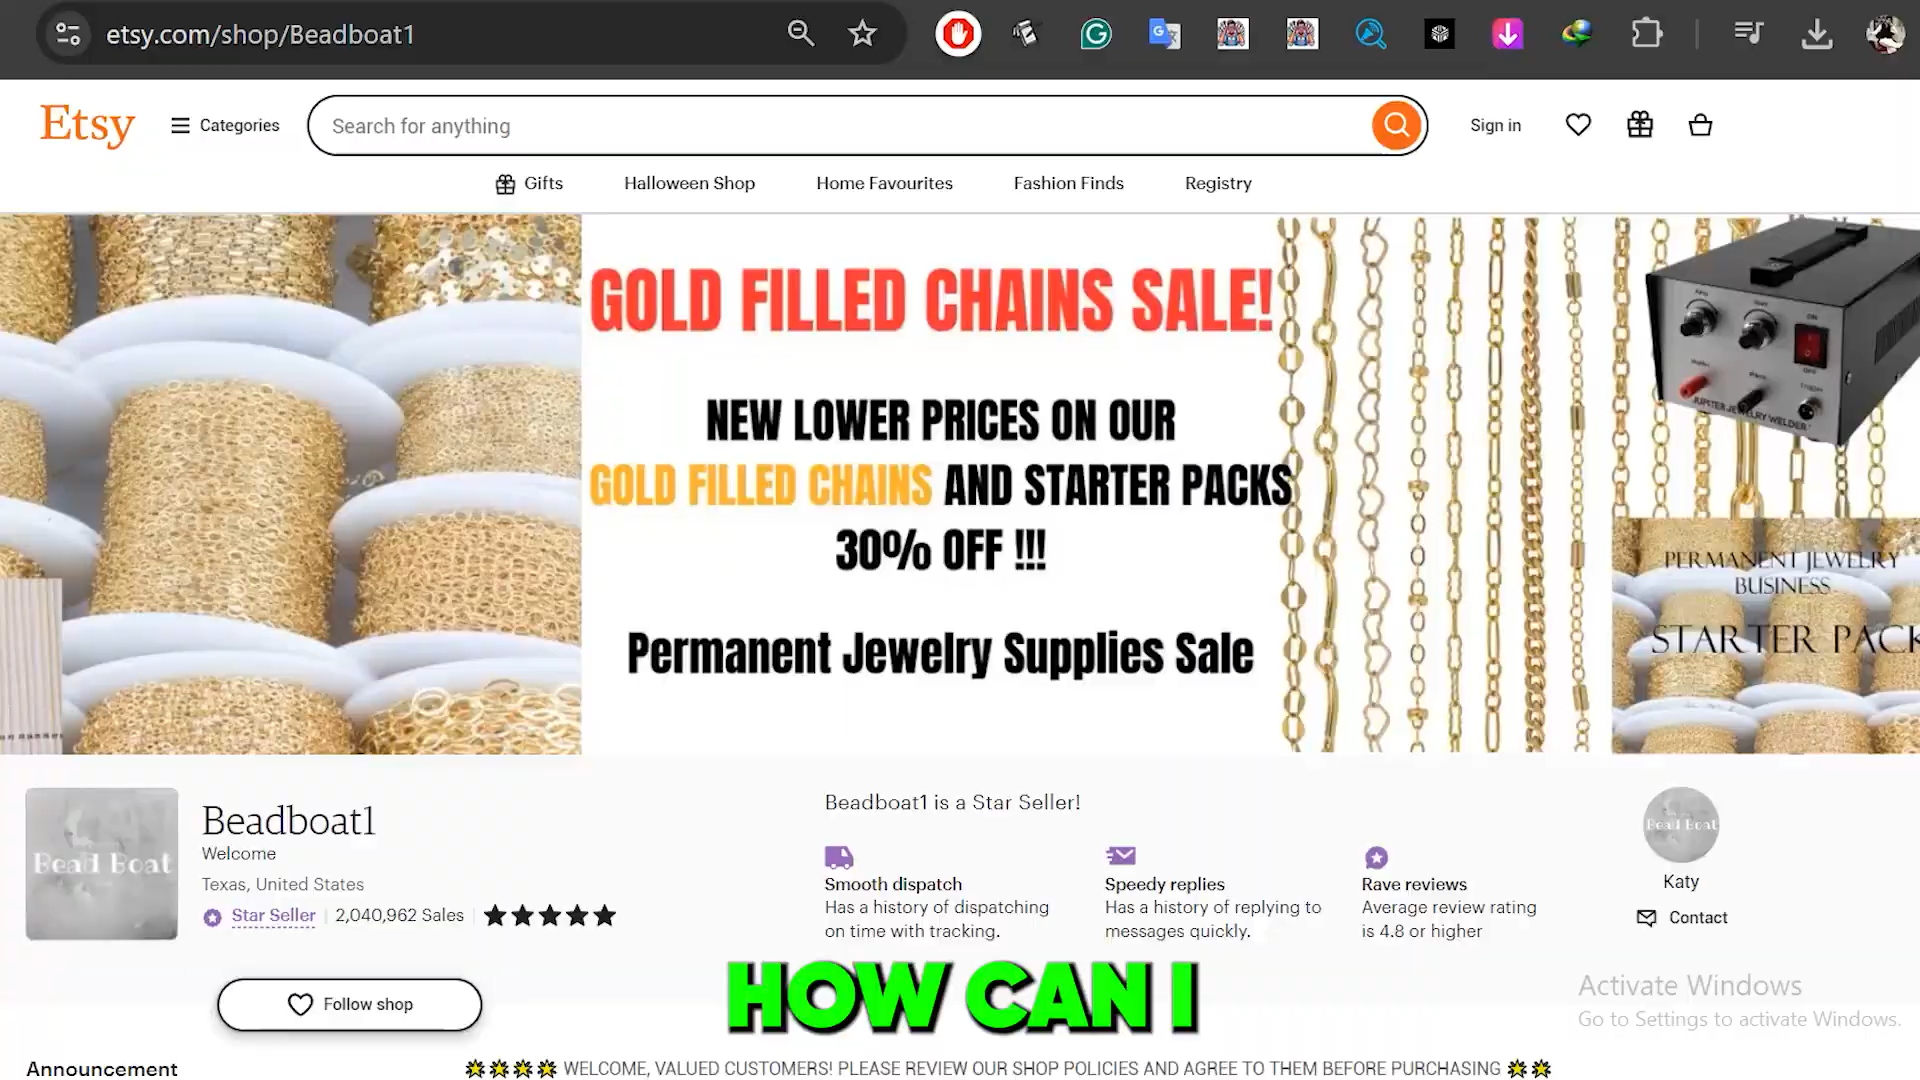 etsy.com/shop/Beadboat1
Etsy
Categories
Search for anything
Sign in
Gifts
Halloween Shop
Home Favourites
Fashion Finds
Registry
GOLD FILLED CHAINS SALE!
NEW LOWER PRICES ON OUR
GOLD FILLED CHAINS AND STARTER PACKS
30% OFF !!!
Permanent Jewelry Supplies Sale
ON
OFF
JUPITER JEWELRY WELDER
PERMANENT JEWELRY
BUSINESS
STARTER PACK
Bead Boat
Beadboat1
Welcome
Texas, United States
Star Seller
2,040,962 Sales
Beadboat1 is a Star Seller!
Smooth dispatch
Has a history of dispatching
on time with tracking.
Speedy replies
Has a history of replying to
messages quickly.
Rave reviews
Average review rating
is 4.8 or higher
Bead Boat
Katy
Contact
Follow shop
HOW CAN I
Activate Windows
Go to Settings to activate Windows.
Announcement
WELCOME, VALUED CUSTOMERS! PLEASE REVIEW OUR SHOP POLICIES AND AGREE TO THEM BEFORE PURCHASING